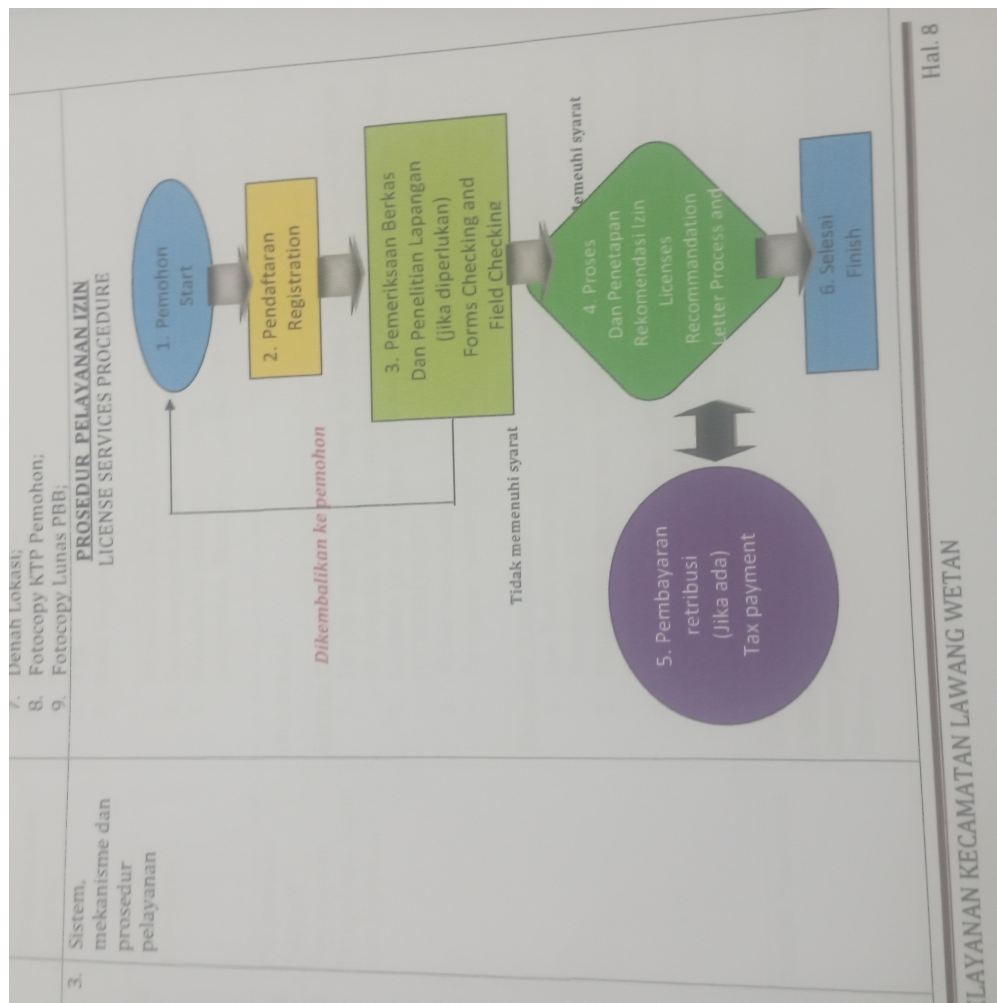 7. Denah Lokasi;
8. Fotocopy KTP Pemohon;
9. Fotocopy Lunas PBB;
3. Sistem,
mekanisme dan
prosedur
pelayanan
PROSEDUR PELAYANAN IZIN
LICENSE SERVICES PROCEDURE
1. Pemohon
Start
2. Pendaftaran
Registration
Dikembalikan ke pemohon
3. Pemeriksaan Berkas
Dan Penelitian Lapangan
(jika diperlukan)
Forms Checking and
Field Checking
Tidak memenuhi syarat
emeuhi syarat
4. Proses
Dan Penetapan
Rekomendasi Izin
Licenses
Recommandation
Letter Process and
5. Pembayaran
retribusi
(Jika ada)
Tax payment
6. Selesai
Finish
ELAYANAN KECAMATAN LAWANG WETAN
Hal. 8